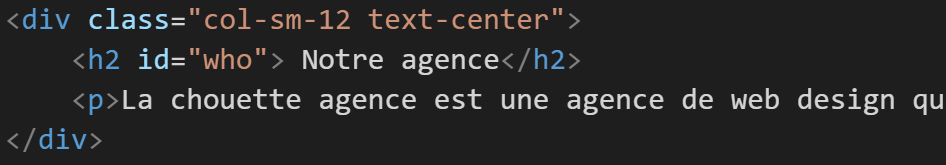 <div class="col-sm-12 text-center">
    <h2 id="who"> Notre agence</h2>
    <p>La chouette agence est une agence de web design qu
</div>